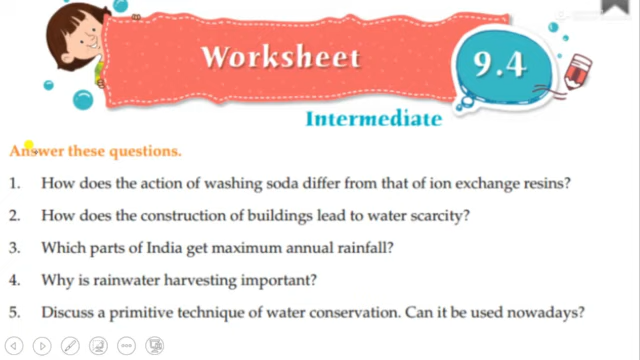 Worksheet 9.4
Intermediate
Answer these questions.
1. How does the action of washing soda differ from that of ion exchange resins?
2. How does the construction of buildings lead to water scarcity?
3. Which parts of India get maximum annual rainfall?
4. Why is rainwater harvesting important?
5. Discuss a primitive technique of water conservation. Can it be used nowadays?